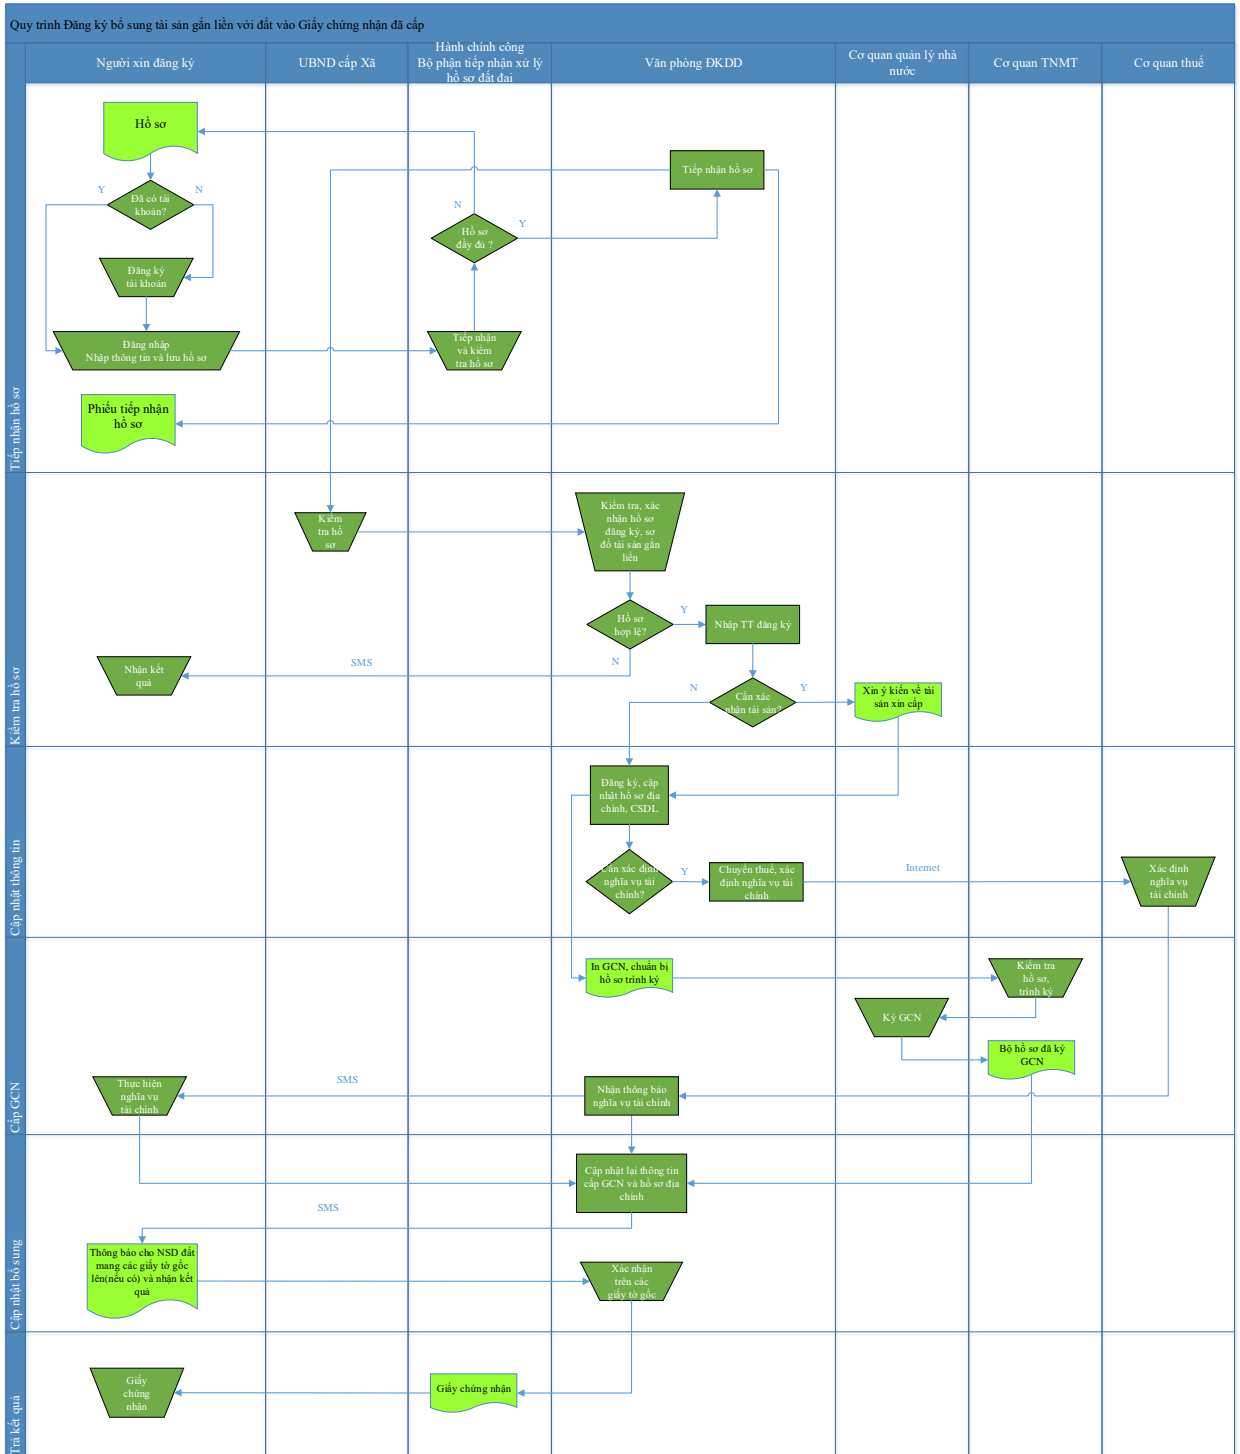 Quy trình Đăng ký bổ sung tài sản gắn liền với đất vào Giấy chứng nhận đã cấp
Người xin đăng ký
UBND cấp Xã
Hành chính công
Bộ phận tiếp nhận xử lý
hồ sơ đất đai
Văn phòng ĐKDD
Cơ quan quản lý nhà
nước
Cơ quan TNMT
Cơ quan thuế
Tiếp nhận hồ sơ
Hồ sơ
Y
N
Đã có tài
khoản?
Đăng ký
tài khoản
Đăng nhập
Nhập thông tin và lưu hồ sơ
Phiếu tiếp nhận
hồ sơ
N
Y
Hồ sơ
đầy đủ ?
Tiếp nhận
và kiểm
tra hồ sơ
Tiếp nhận hồ sơ
Kiểm tra hồ sơ
Kiểm
tra hồ
sơ
Kiểm tra, xác
nhận hồ sơ
đăng ký, sơ
đồ tài sản gắn
liền
Hồ sơ
hợp lệ?
Y
N
Nhập TT đăng ký
SMS
Nhận kết
quả
N
Y
Cần xác
nhận tài sản?
Xin ý kiến về tài
sản xin cấp
Cập nhật thông tin
Đăng ký, cập
nhật hồ sơ địa
chính, CSDL
Cần xác định
nghĩa vụ tài
chính?
Y
Chuyển thuế, xác
định nghĩa vụ tài
chính
Internet
Xác định
nghĩa vụ
tài chính
Cấp GCN
In GCN, chuẩn bị
hồ sơ trình ký
Kiểm tra
hồ sơ,
trình ký
Ký GCN
Bộ hồ sơ đã ký
GCN
Thực hiện
nghĩa vụ
tài chính
SMS
Nhận thông báo
nghĩa vụ tài chính
Cập nhật bổ sung
Cập nhật lại thông tin
cấp GCN và hồ sơ địa
chính
SMS
Thông báo cho NSD đất
mang các giấy tờ gốc
lên(nếu có) và nhận kết
quả
Xác nhận
trên các
giấy tờ gốc
Trả kết quả
Giấy
chứng
nhận
Giấy chứng nhận